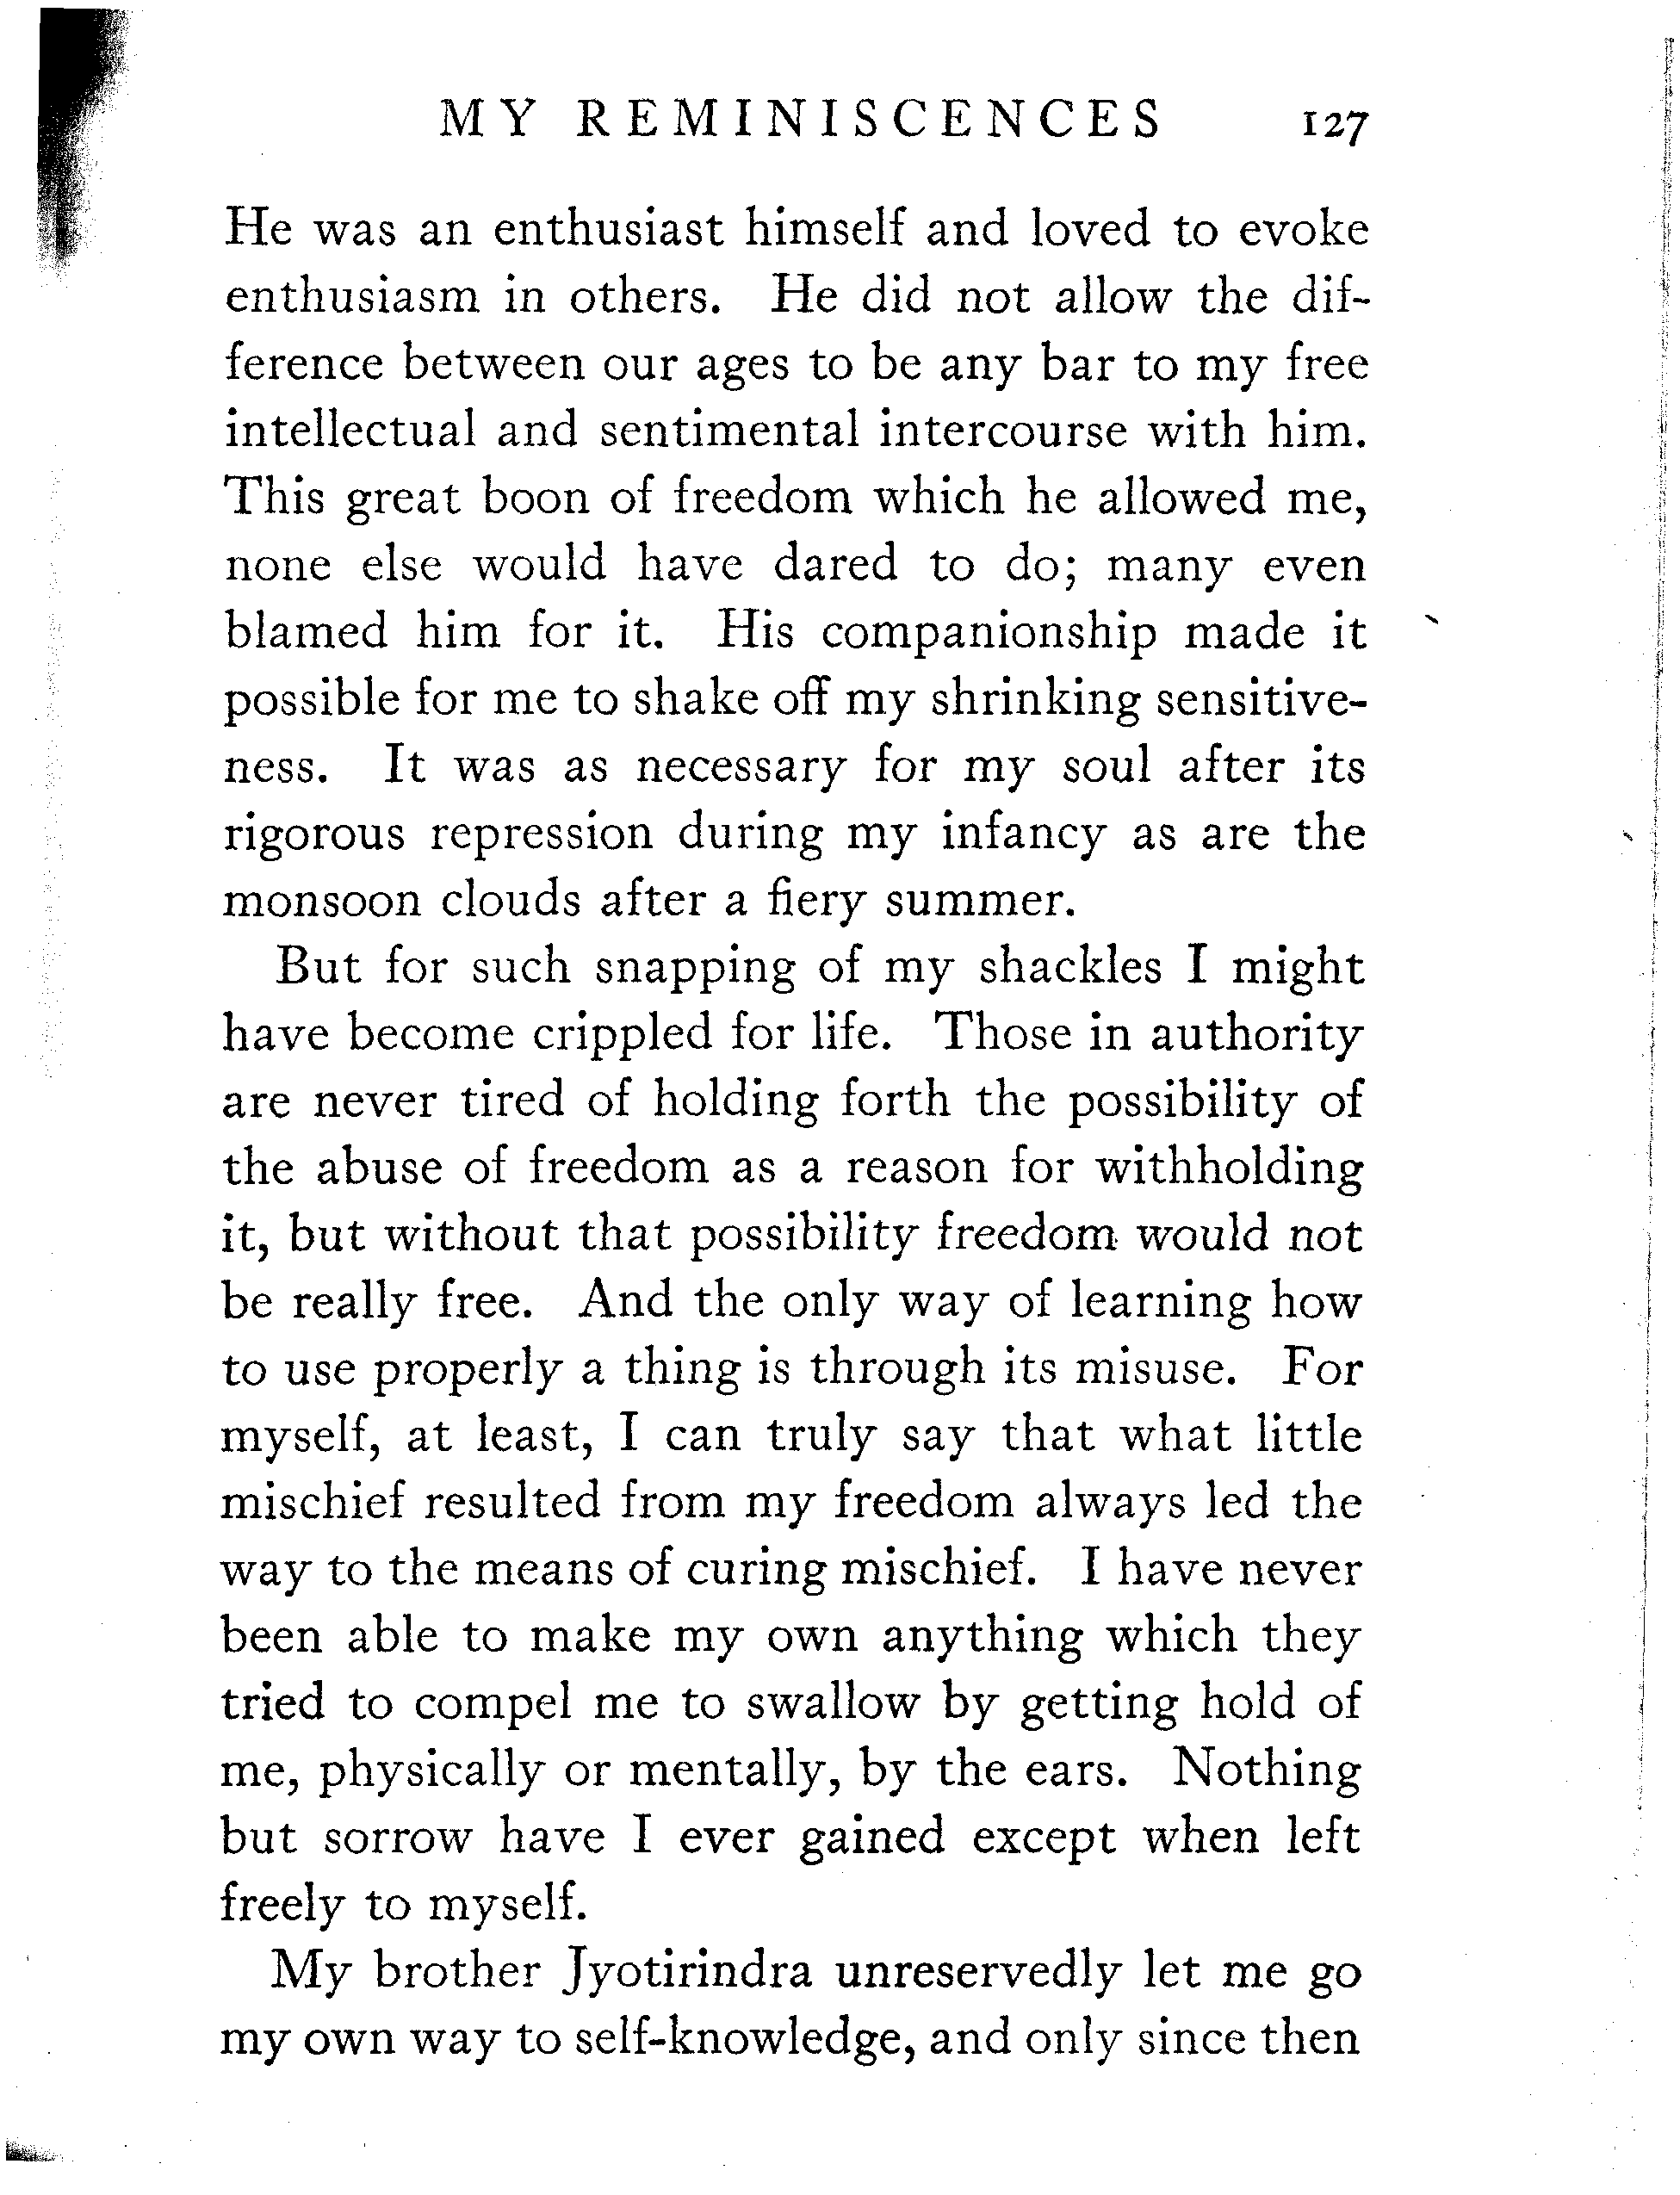 MY REMINISCENCES 127
He was an enthusiast himself and loved to evoke
enthusiasm in others. He did not allow the dif-
ference between our ages to be any bar to my free
intellectual and sentimental intercourse with him.
This great boon of freedom which he allowed me,
none else would have dared to do; many even
blamed him for it. His companionship made it
possible for me to shake off my shrinking sensitive-
ness. It was as necessary for my soul after its
rigorous repression during my infancy as are the
monsoon clouds after a fiery summer.
But for such snapping of my shackles I might
have become crippled for life. Those in authority
are never tired of holding forth the possibility of
the abuse of freedom as a reason for withholding
it, but without that possibility freedom would not
be really free. And the only way of learning how
to use properly a thing is through its misuse. For
myself, at least, I can truly say that what little
mischief resulted from my freedom always led the
way to the means of curing mischief. I have never
been able to make my own anything which they
tried to compel me to swallow by getting hold of
me, physically or mentally, by the ears. Nothing
but sorrow have I ever gained except when left
freely to myself.
My brother Jyotirindra unreservedly let me go
my own way to self-knowledge, and only since then